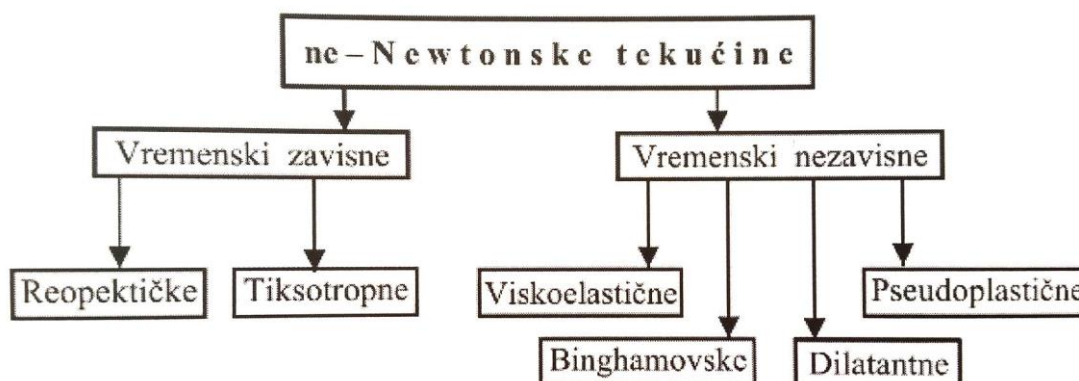 ne – Newtonske tekućine
Vremenski zavisne
Vremenski nezavisne
Reopektičke
Tiksotropne
Viskoelastične
Pseudoplastične
Binghamovske
Dilatantne